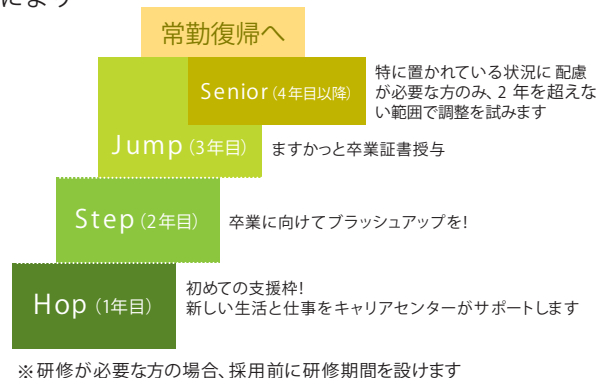 により
常勤復帰へ
Senior(4年目以降)
特に置かれている状況に配慮
が必要な方のみ、2年を超えな
い範囲で調整を試みます
Jump(3年目)
ますかっと卒業証書授与
Step(2年目)
卒業に向けてブラッシュアップを!
Hop(1年目)
初めての支援枠!
新しい生活と仕事をキャリアセンターがサポートします
※研修が必要な方の場合、採用前に研修期間を設けます